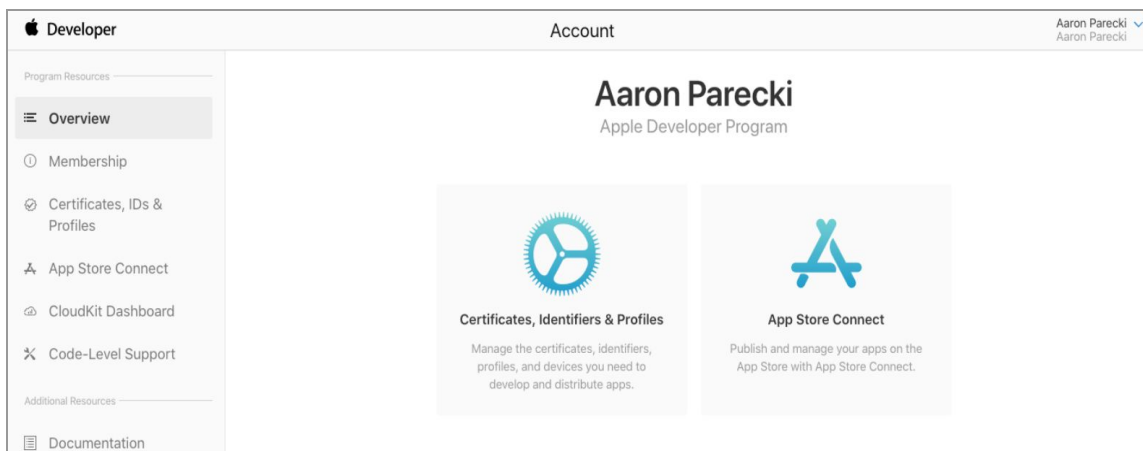 Developer
Account
Aaron Parecki
Aaron Parecki
Program Resources
Overview
Membership
Certificates, IDs &
Profiles
App Store Connect
CloudKit Dashboard
Code-Level Support
Additional Resources
Documentation
Aaron Parecki
Apple Developer Program
Certificates, Identifiers & Profiles
Manage the certificates, identifiers,
profiles, and devices you need to
develop and distribute apps.
App Store Connect
Publish and manage your apps on the
App Store with App Store Connect.